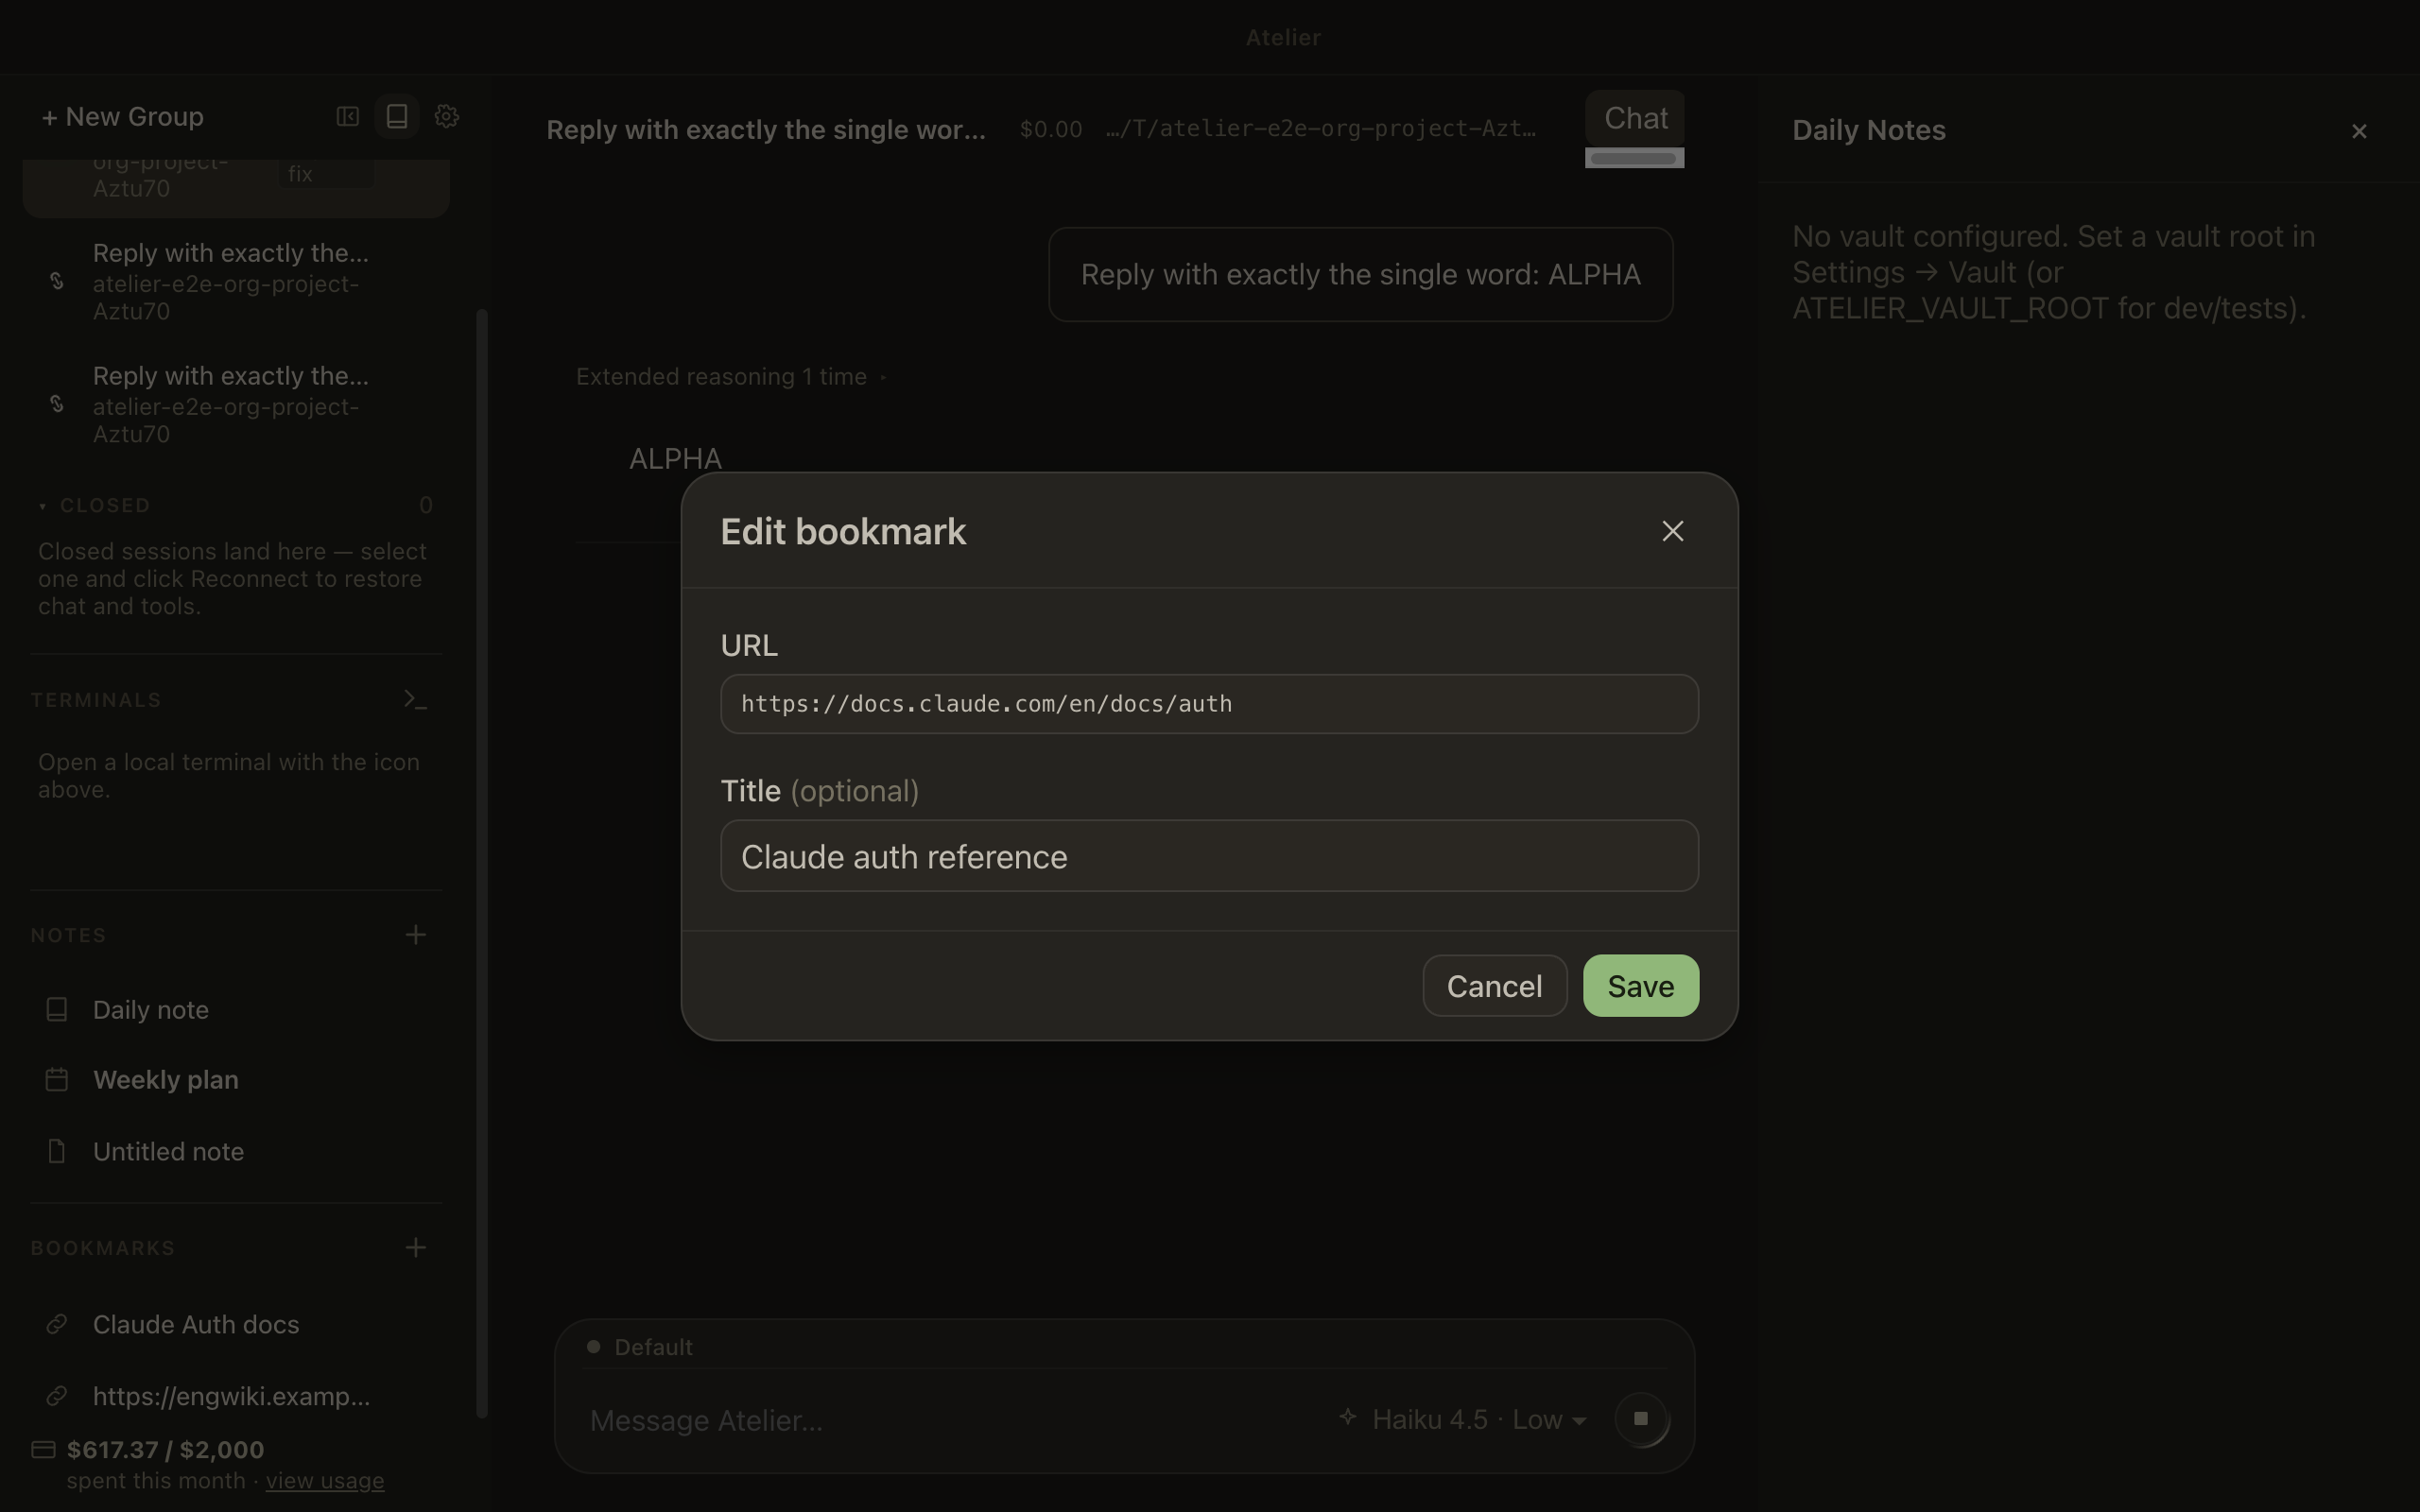 Atelier
+ New Group
org-project-
Aztu70
fix
Reply with exactly the...
atelier-e2e-org-project-
Aztu70
Reply with exactly the...
atelier-e2e-org-project-
Aztu70
CLOSED 0
Closed sessions land here — select
one and click Reconnect to restore
chat and tools.
TERMINALS
Open a local terminal with the icon
above.
NOTES
Daily note
Weekly plan
Untitled note
BOOKMARKS
Claude Auth docs
https://engwiki.examp...
$617.37 / $2,000
spent this month · view usage
Reply with exactly the single wor... $0.00 …/T/atelier-e2e-org-project-Azt… Chat
Reply with exactly the single word: ALPHA
Extended reasoning 1 time
ALPHA
Edit bookmark
URL
https://docs.claude.com/en/docs/auth
Title (optional)
Claude auth reference
Cancel Save
Default
Message Atelier...
Haiku 4.5 · Low
Daily Notes
No vault configured. Set a vault root in
Settings → Vault (or
ATELIER_VAULT_ROOT for dev/tests).